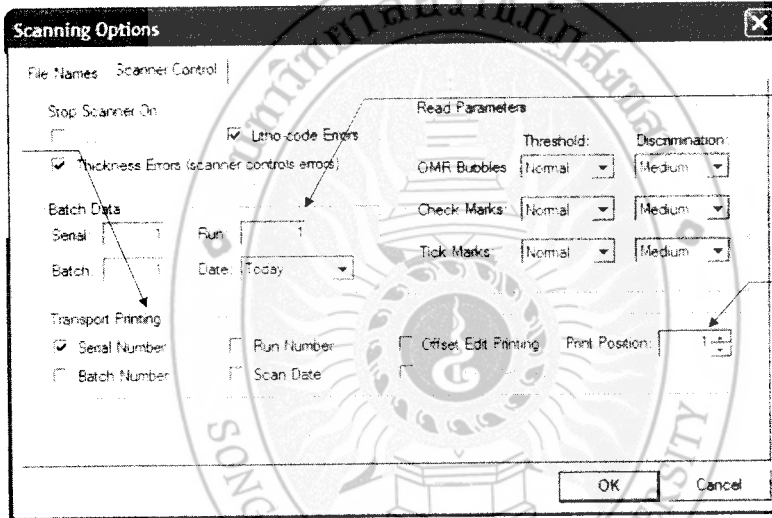 Scanning Options
File Names Scanner Control
Stop Scanner On
Litho-code Errors
Thickness Errors (scanner controls errors)
Batch Data
Serial: 1 Run: 1
Batch: 1 Date: Today
Transport Printing
Serial Number Run Number Offset Edit Printing Print Position: 1
Batch Number Scan Date
Read Parameters
Threshold: Discrimination:
OMR Bubbles Normal Medium
Check Marks: Normal Medium
Tick Marks: Normal Medium
OK Cancel
SONG